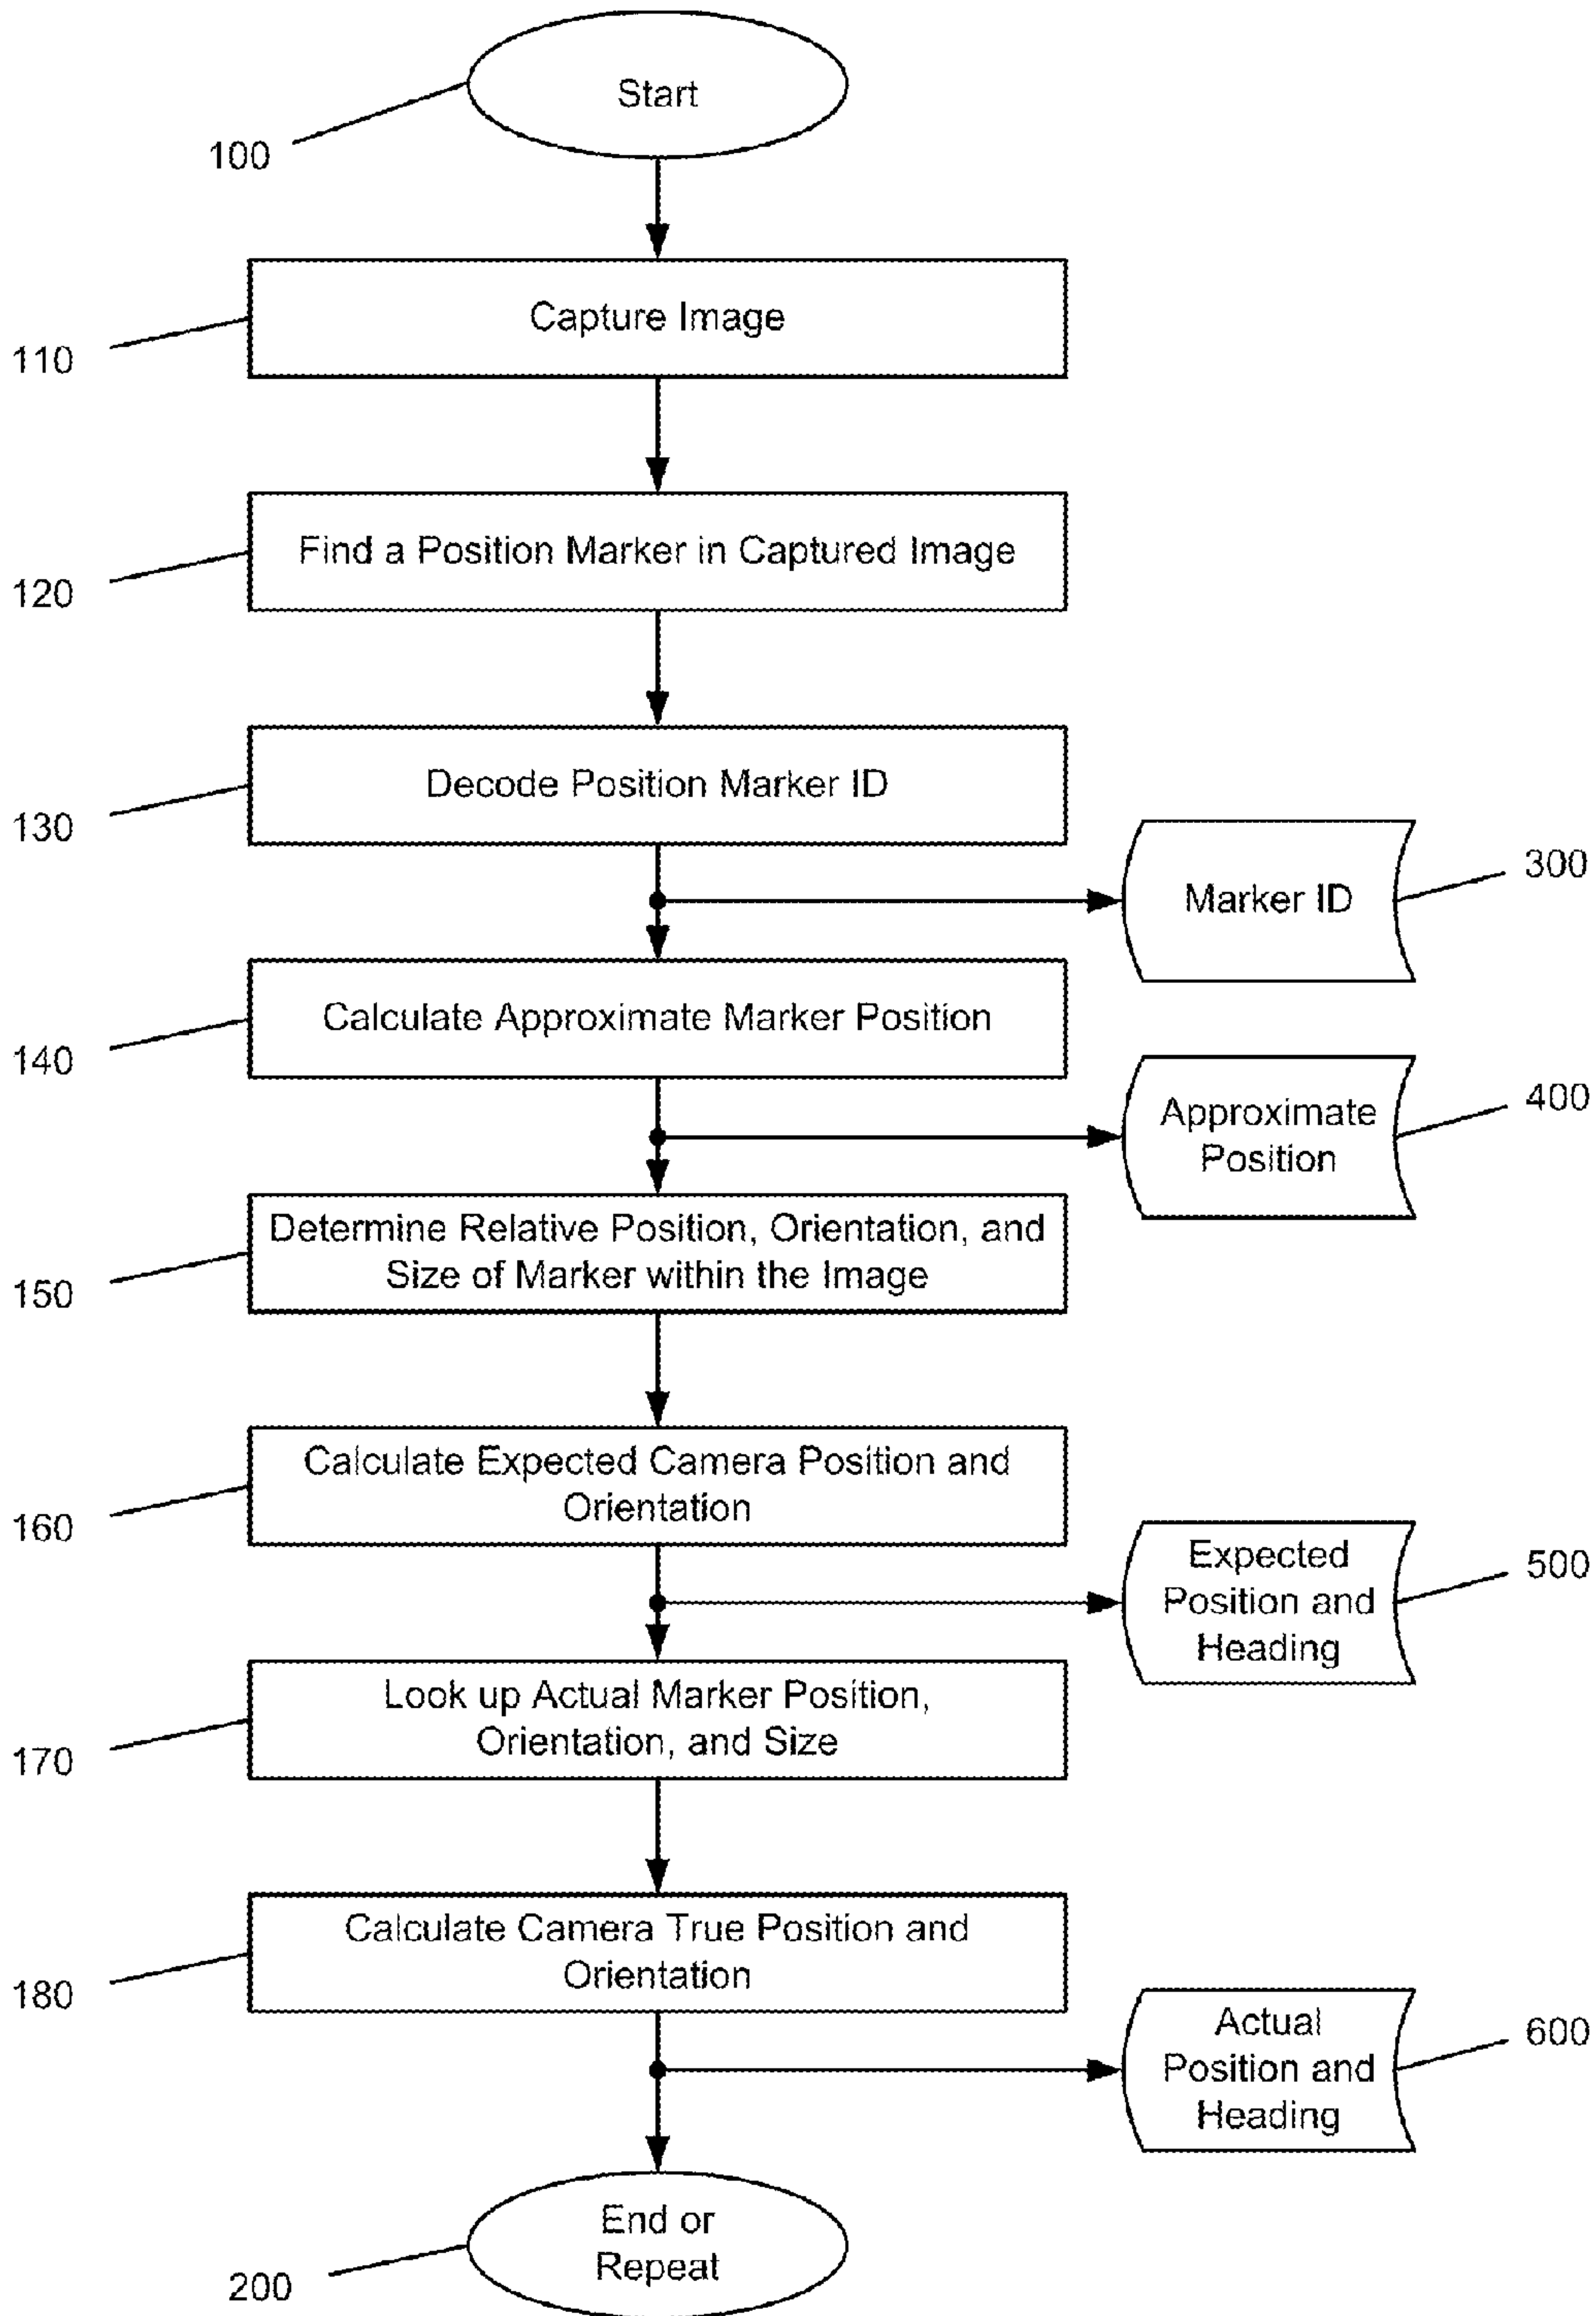 Start
100
Capture Image
110
Find a Position Marker in Captured Image
120
Decode Position Marker ID
130
Marker ID
300
Calculate Approximate Marker Position
140
Approximate
Position
400
Determine Relative Position, Orientation, and
Size of Marker within the Image
150
Calculate Expected Camera Position and
Orientation
160
Expected
Position and
Heading
500
Look up Actual Marker Position,
Orientation, and Size
170
Calculate Camera True Position and
Orientation
180
Actual
Position and
Heading
600
End or
Repeat
200